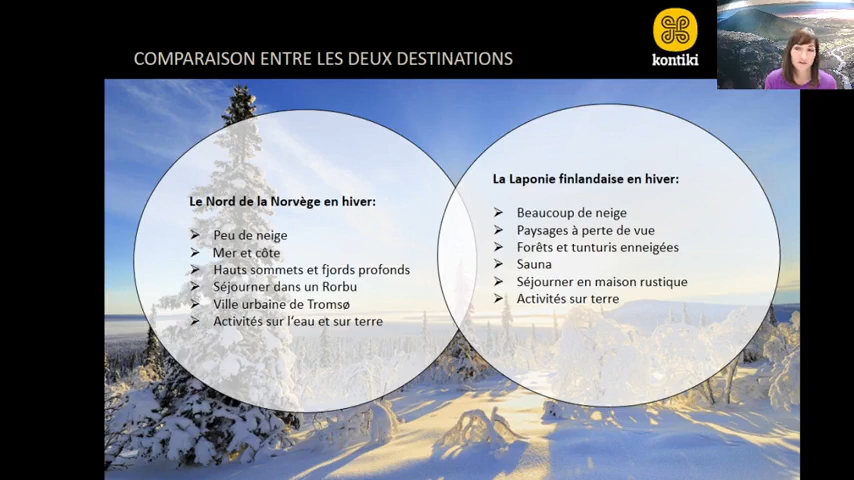 COMPARAISON ENTRE LES DEUX DESTINATIONS
kontiki
Le Nord de la Norvège en hiver:
Peu de neige
Mer et côte
Hauts sommets et fjords profonds
Séjourner dans un Rorbu
Ville urbaine de Tromsø
Activités sur l'eau et sur terre
La Laponie finlandaise en hiver:
Beaucoup de neige
Paysages à perte de vue
Forêts et tunturis enneigées
Sauna
Séjourner en maison rustique
Activités sur terre